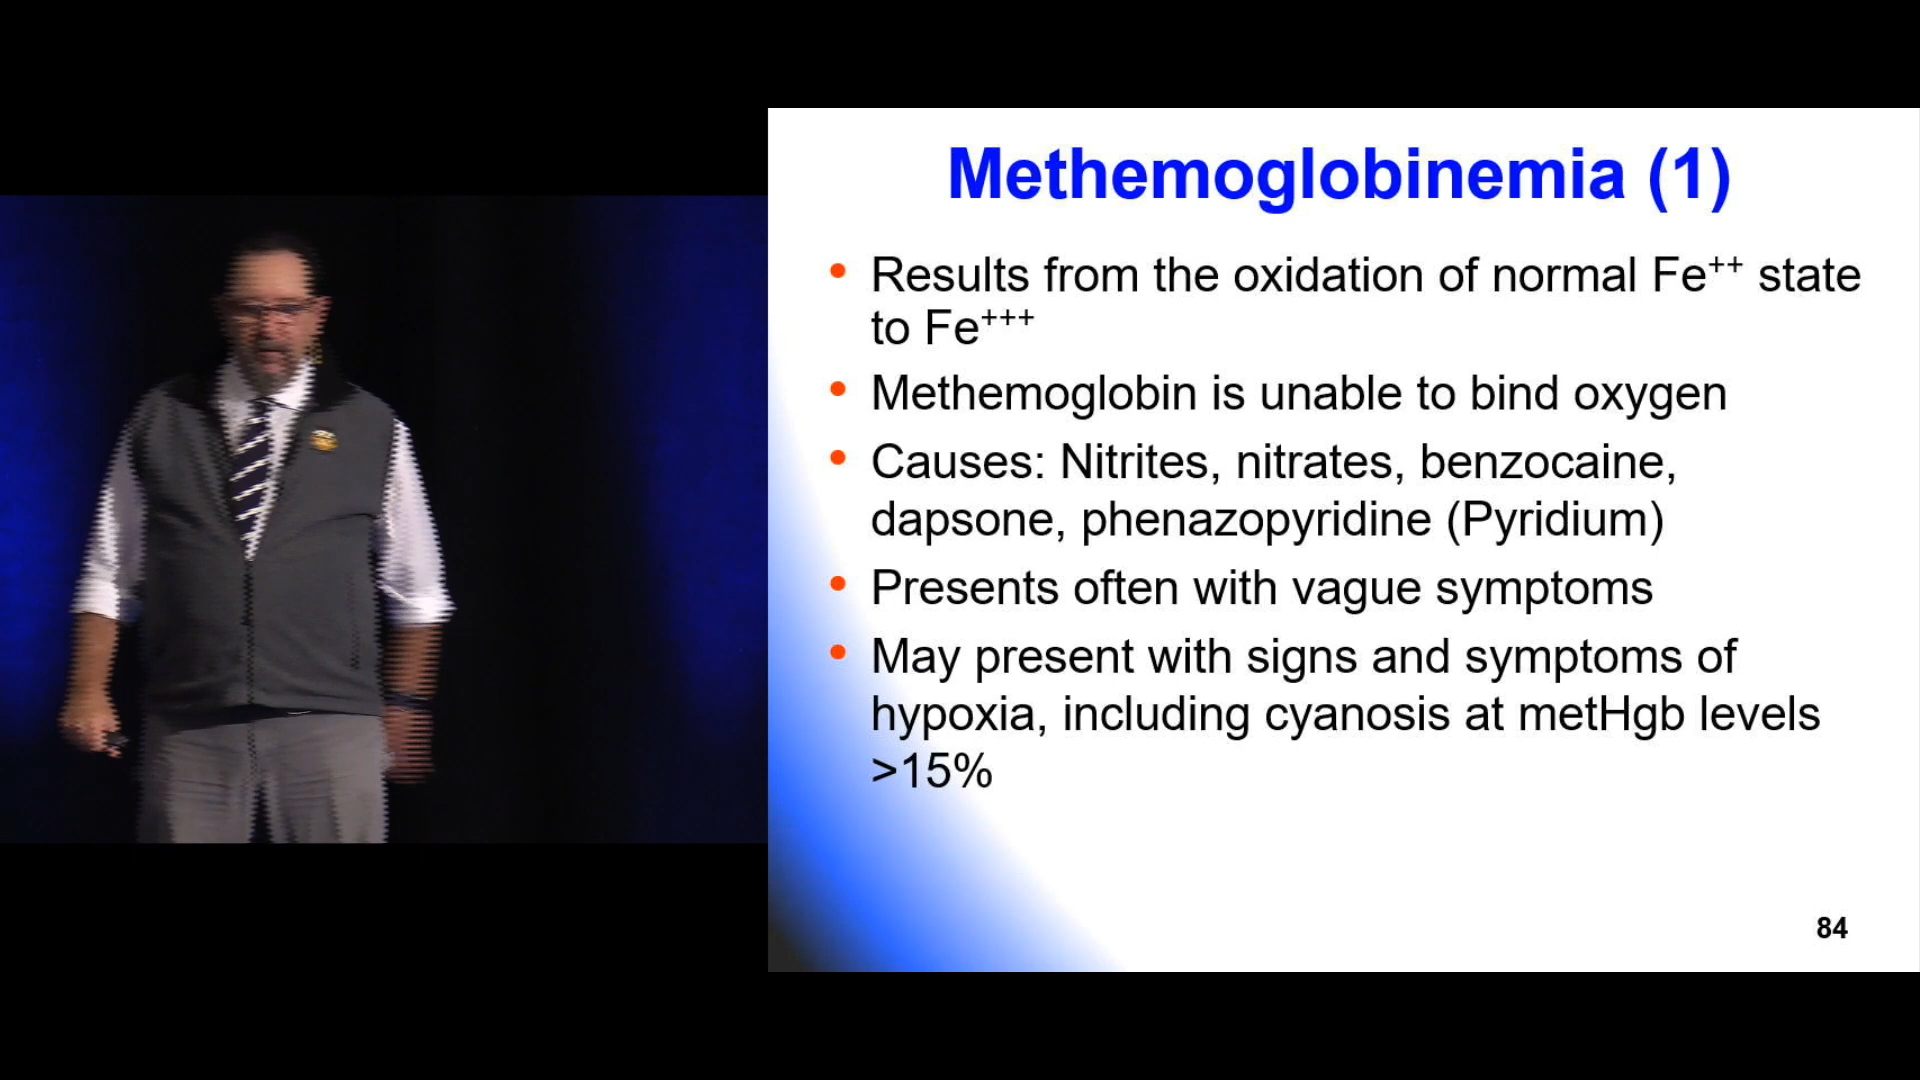 Methemoglobinemia (1)
• Results from the oxidation of normal Fe⁺⁺ state
to Fe⁺⁺⁺
• Methemoglobin is unable to bind oxygen
• Causes: Nitrites, nitrates, benzocaine,
dapsone, phenazopyridine (Pyridium)
• Presents often with vague symptoms
• May present with signs and symptoms of
hypoxia, including cyanosis at metHgb levels
>15%
84